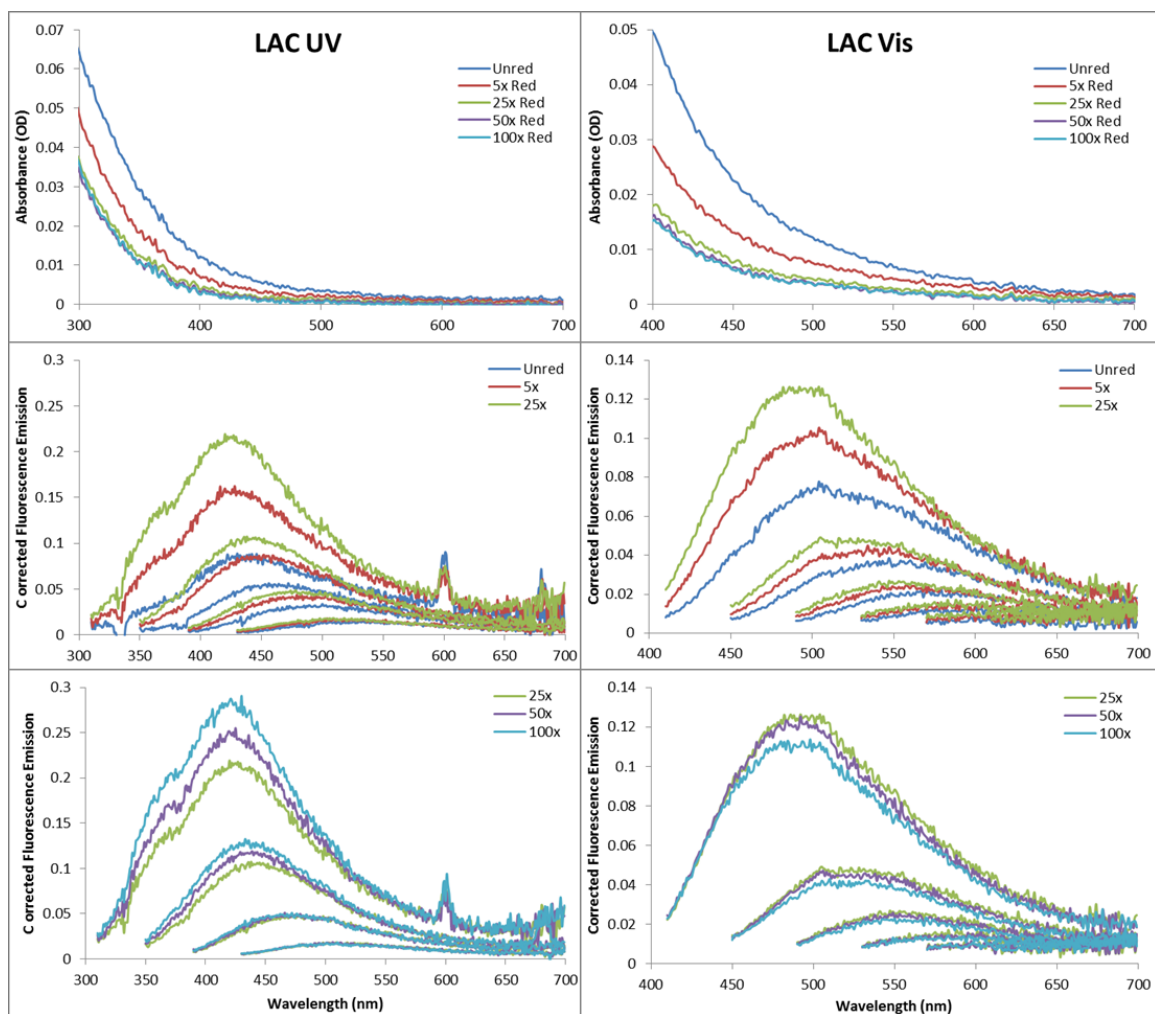 LAC UV
Absorbance (OD)
0.07
0.06
0.05
0.04
0.03
0.02
0.01
0
300 400 500 600 700
Unred
5x Red
25x Red
50x Red
100x Red
LAC Vis
Absorbance (OD)
0.05
0.04
0.03
0.02
0.01
0
400 450 500 550 600 650 700
Unred
5x Red
25x Red
50x Red
100x Red
C orrected Fluorescence Emission
0.3
0.25
0.2
0.15
0.1
0.05
0
300 350 400 450 500 550 600 650 700
Unred
5x
25x
Corrected Fluorescence Emission
0.14
0.12
0.1
0.08
0.06
0.04
0.02
0
400 450 500 550 600 650 700
Unred
5x
25x
C orrected Fluorescence Emission
0.3
0.25
0.2
0.15
0.1
0.05
0
300 350 400 450 500 550 600 650 700
Wavelength (nm)
25x
50x
100x
Corrected Fluorescence Emission
0.14
0.12
0.1
0.08
0.06
0.04
0.02
0
400 450 500 550 600 650 700
Wavelength (nm)
25x
50x
100x